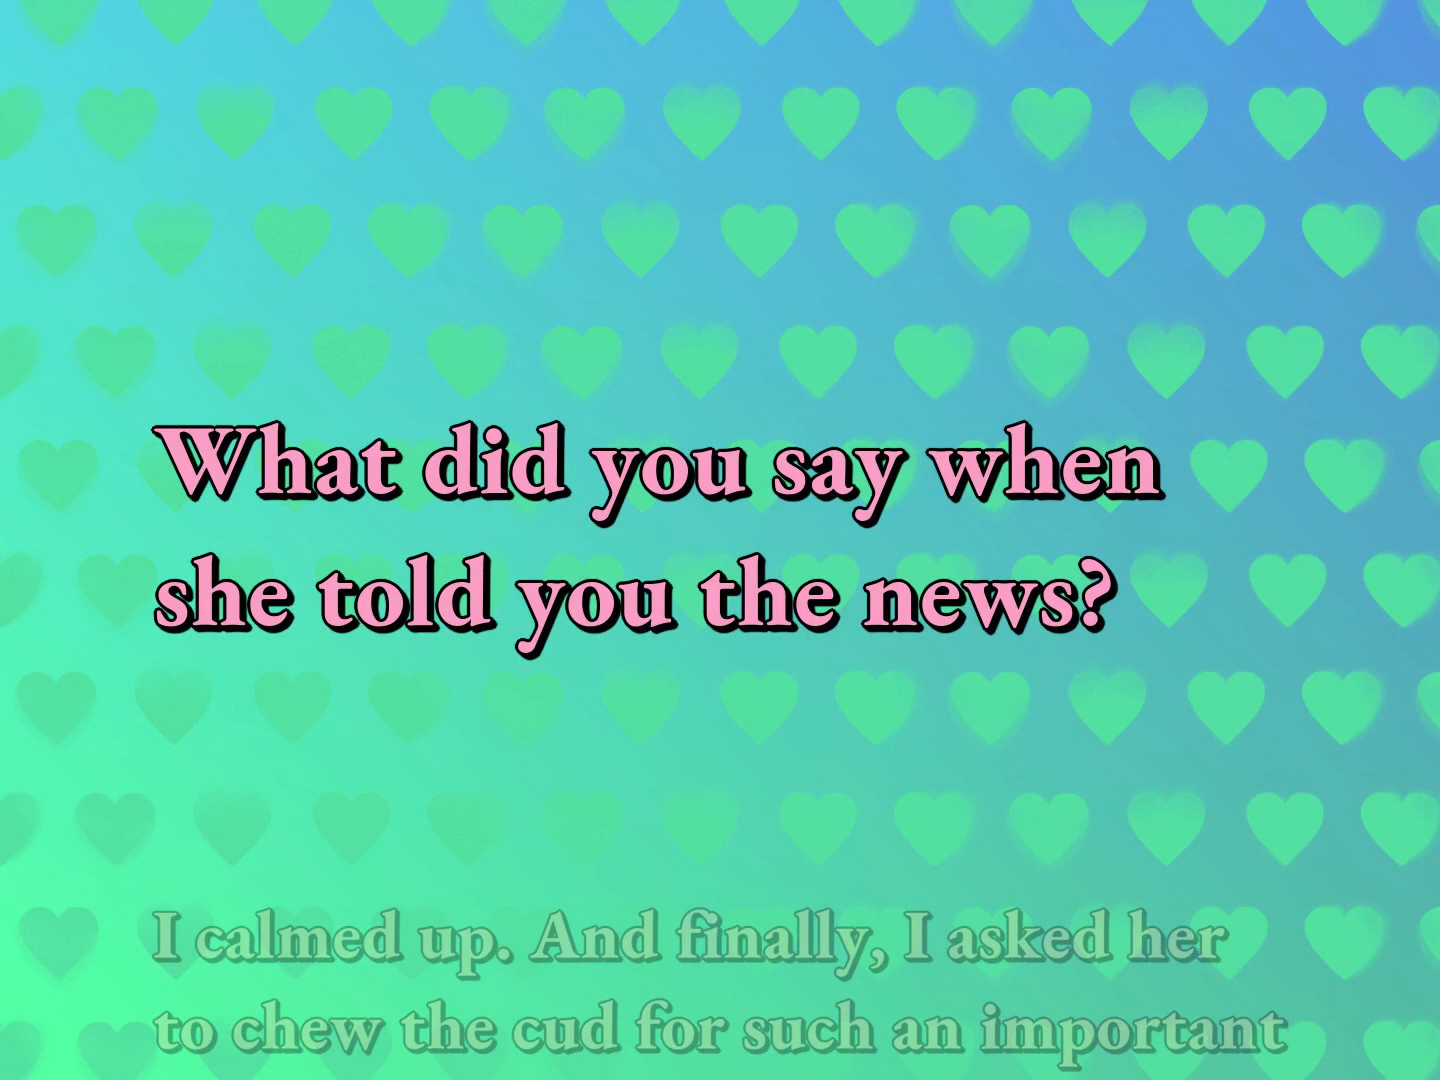 What did you say when
she told you the news?
I calmed up. And finally, I asked her
to chew the cud for such an important